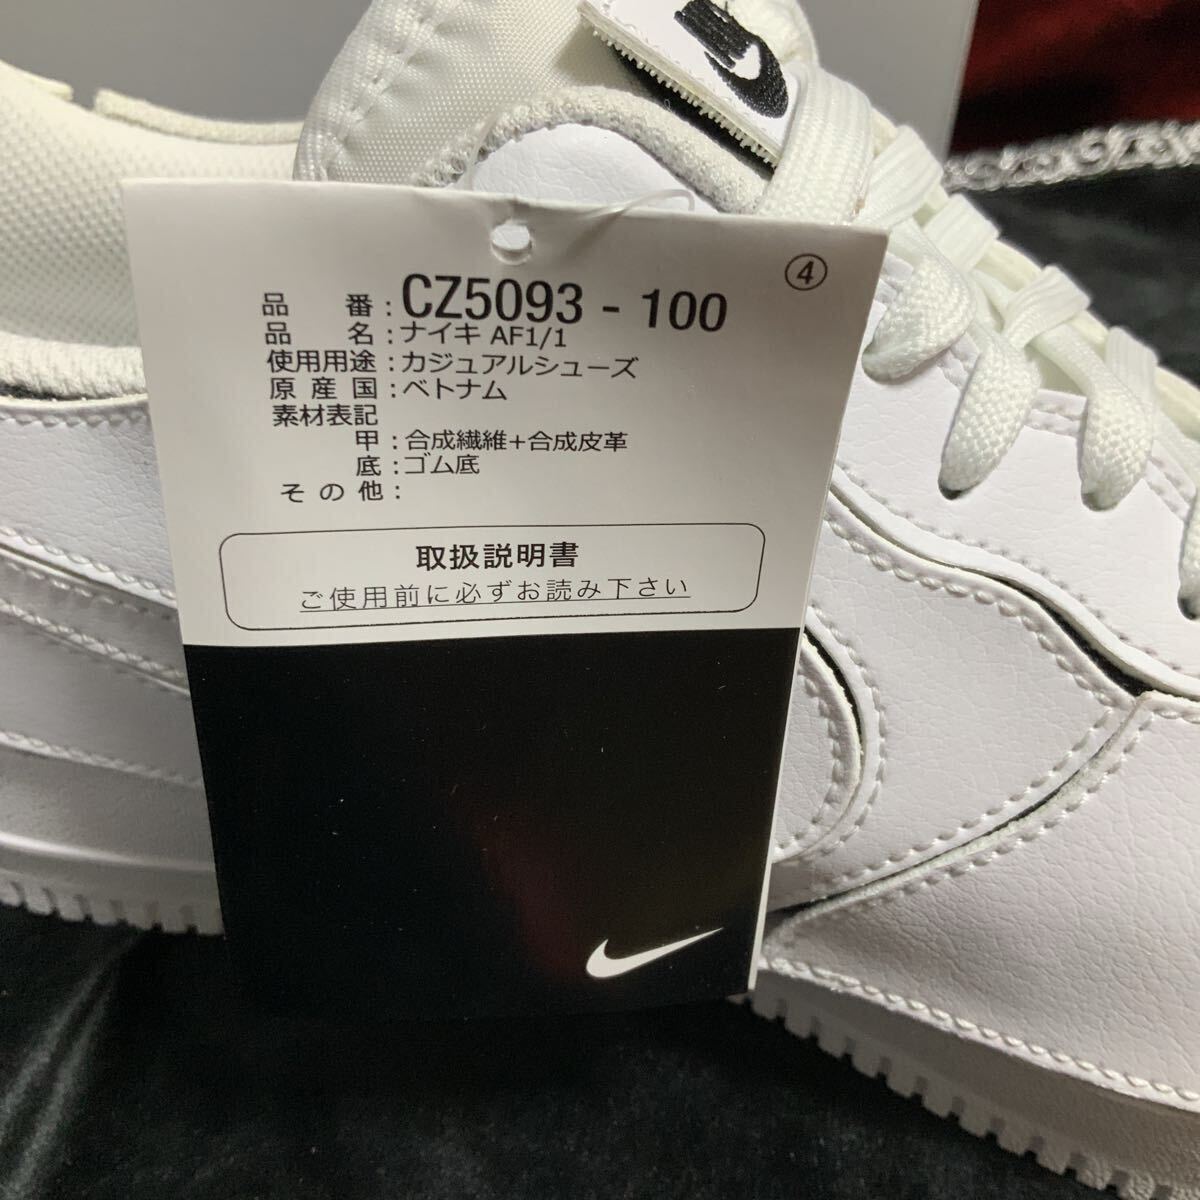 ④
品番:CZ5093 - 100
品名:ナイキ AF1/1
使用用途:カジュアルシューズ
原産国:ベトナム
素材表記
甲:合成繊維+合成皮革
底:ゴム底
その他:
取扱説明書
ご使用前に必ずお読み下さい